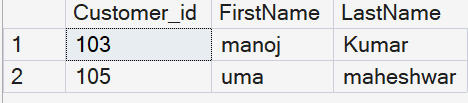 Customer_id FirstName LastName
1 103 manoj Kumar
2 105 uma maheshwar